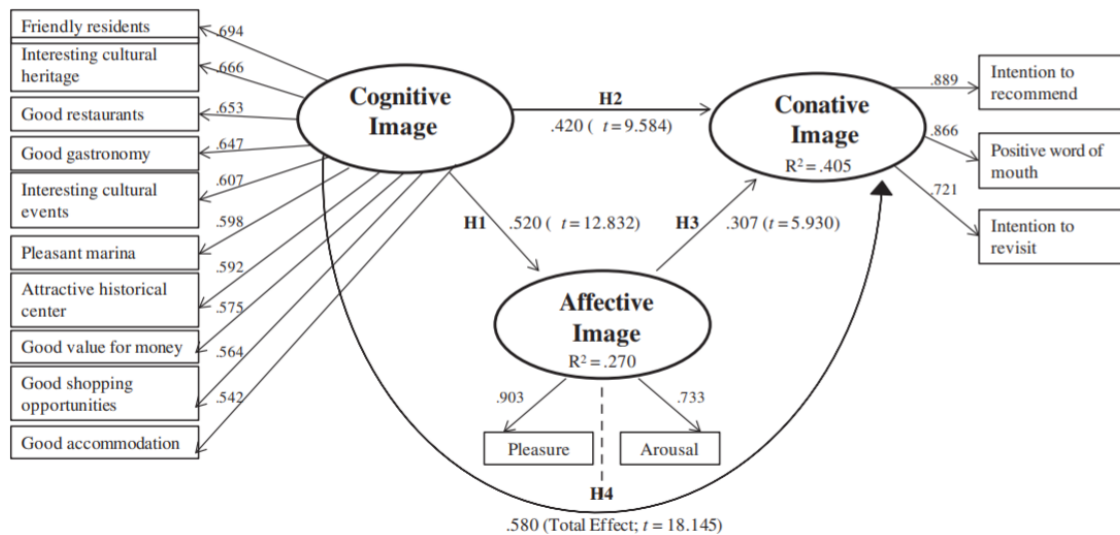 Friendly residents
Interesting cultural
heritage
Good restaurants
Good gastronomy
Interesting cultural
events
Pleasant marina
Attractive historical
center
Good value for money
Good shopping
opportunities
Good accommodation
.694
.666
.653
.647
.607
.598
.592
.575
.564
.542
Cognitive
Image
H2
.420 ( t=9.584)
Conative
Image
R² = .405
.889
.866
.721
Intention to
recommend
Positive word of
mouth
Intention to
revisit
H1 .520 ( t=12.832)
H3 .307 (t=5.930)
Affective
Image
R² = .270
.903
.733
Pleasure
Arousal
H4
.580 (Total Effect; t = 18.145)